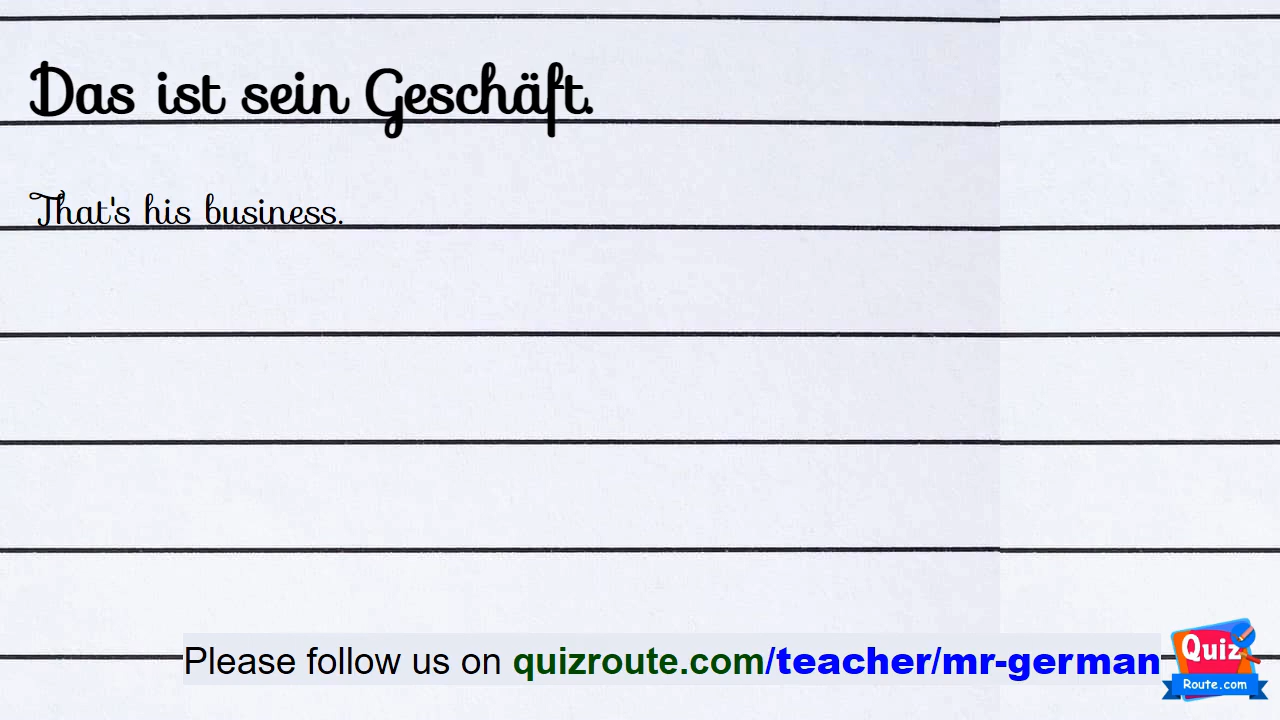 Das ist sein Geschäft.
That's his business.
Please follow us on quizroute.com/teacher/mr-german
Quiz
Route.com